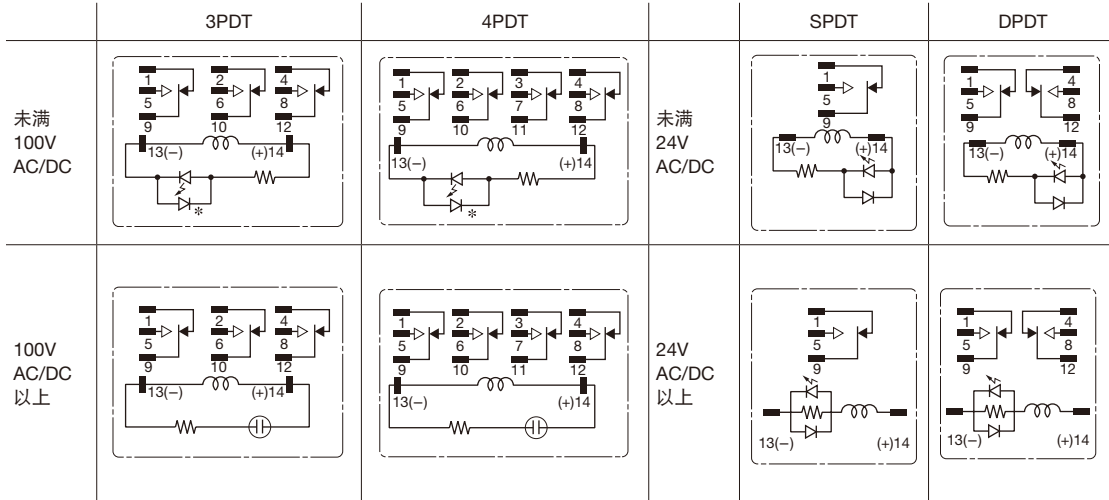 3PDT 4PDT SPDT DPDT
未満
100V
AC/DC
1 2 4
5 6 8
9 10 12
13(−) (+)14
*
1 2 3 4
5 6 7 8
9 10 11 12
13(−) (+)14
*
未満
24V
AC/DC
1
5
9
13(−) (+)14
1 4
5 8
9 12
13(−) (+)14
100V
AC/DC
以上
1 2 4
5 6 8
9 10 12
13(−) (+)14
1 2 3 4
5 6 7 8
9 10 11 12
13(−) (+)14
24V
AC/DC
以上
1
5
9
13(−) (+)14
1 4
5 8
9 12
13(−) (+)14